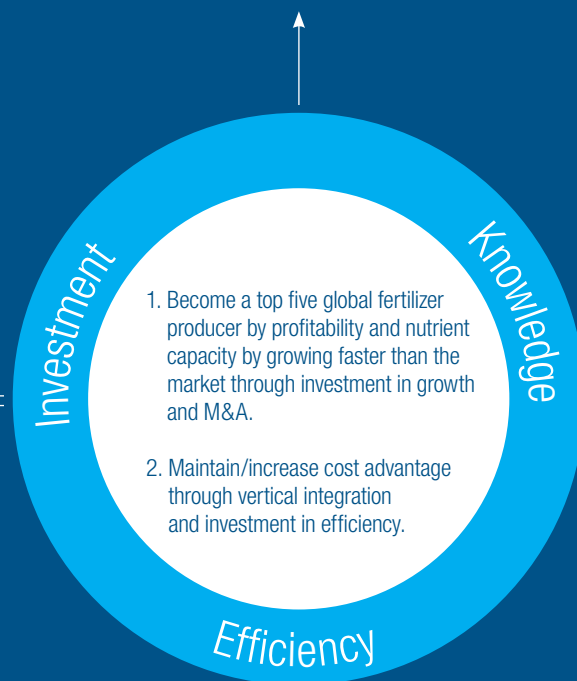 Investment
Knowledge
1. Become a top five global fertilizer
producer by profitability and nutrient
capacity by growing faster than the
market through investment in growth
and M&A.
2. Maintain/increase cost advantage
through vertical integration
and investment in efficiency.
Efficiency